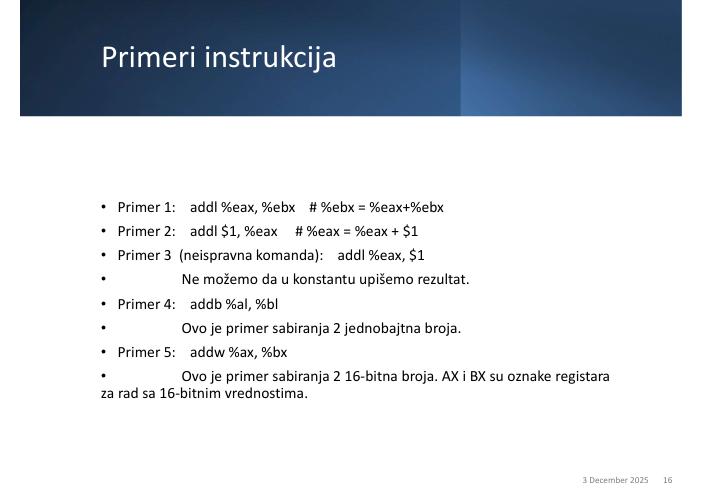 Primeri instrukcija
• Primer 1: addl %eax, %ebx # %ebx = %eax+%ebx
• Primer 2: addl $1, %eax # %eax = %eax + $1
• Primer 3 (neispravna komanda): addl %eax, $1
• Ne možemo da u konstantu upišemo rezultat.
• Primer 4: addb %al, %bl
• Ovo je primer sabiranja 2 jednobajtna broja.
• Primer 5: addw %ax, %bx
• Ovo je primer sabiranja 2 16-bitna broja. AX i BX su oznake registara
za rad sa 16-bitnim vrednostima.
3 December 2025 16